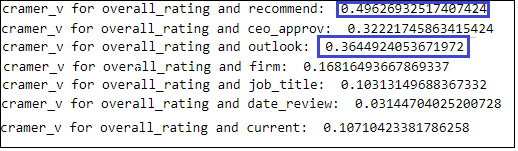 cramer_v for overall_rating and recommend: 0.49626932517407424
cramer_v for overall_rating and ceo_approv: 0.32221745863415424
cramer_v for overall_rating and outlook: 0.3644924053671972
cramer_v for overall_rating and firm: 0.16816493667869337
cramer_v for overall_rating and job_title: 0.10313149688367332
cramer_v for overall_rating and date_review: 0.03144704025200728
cramer_v for overall_rating and current: 0.10710423381786258